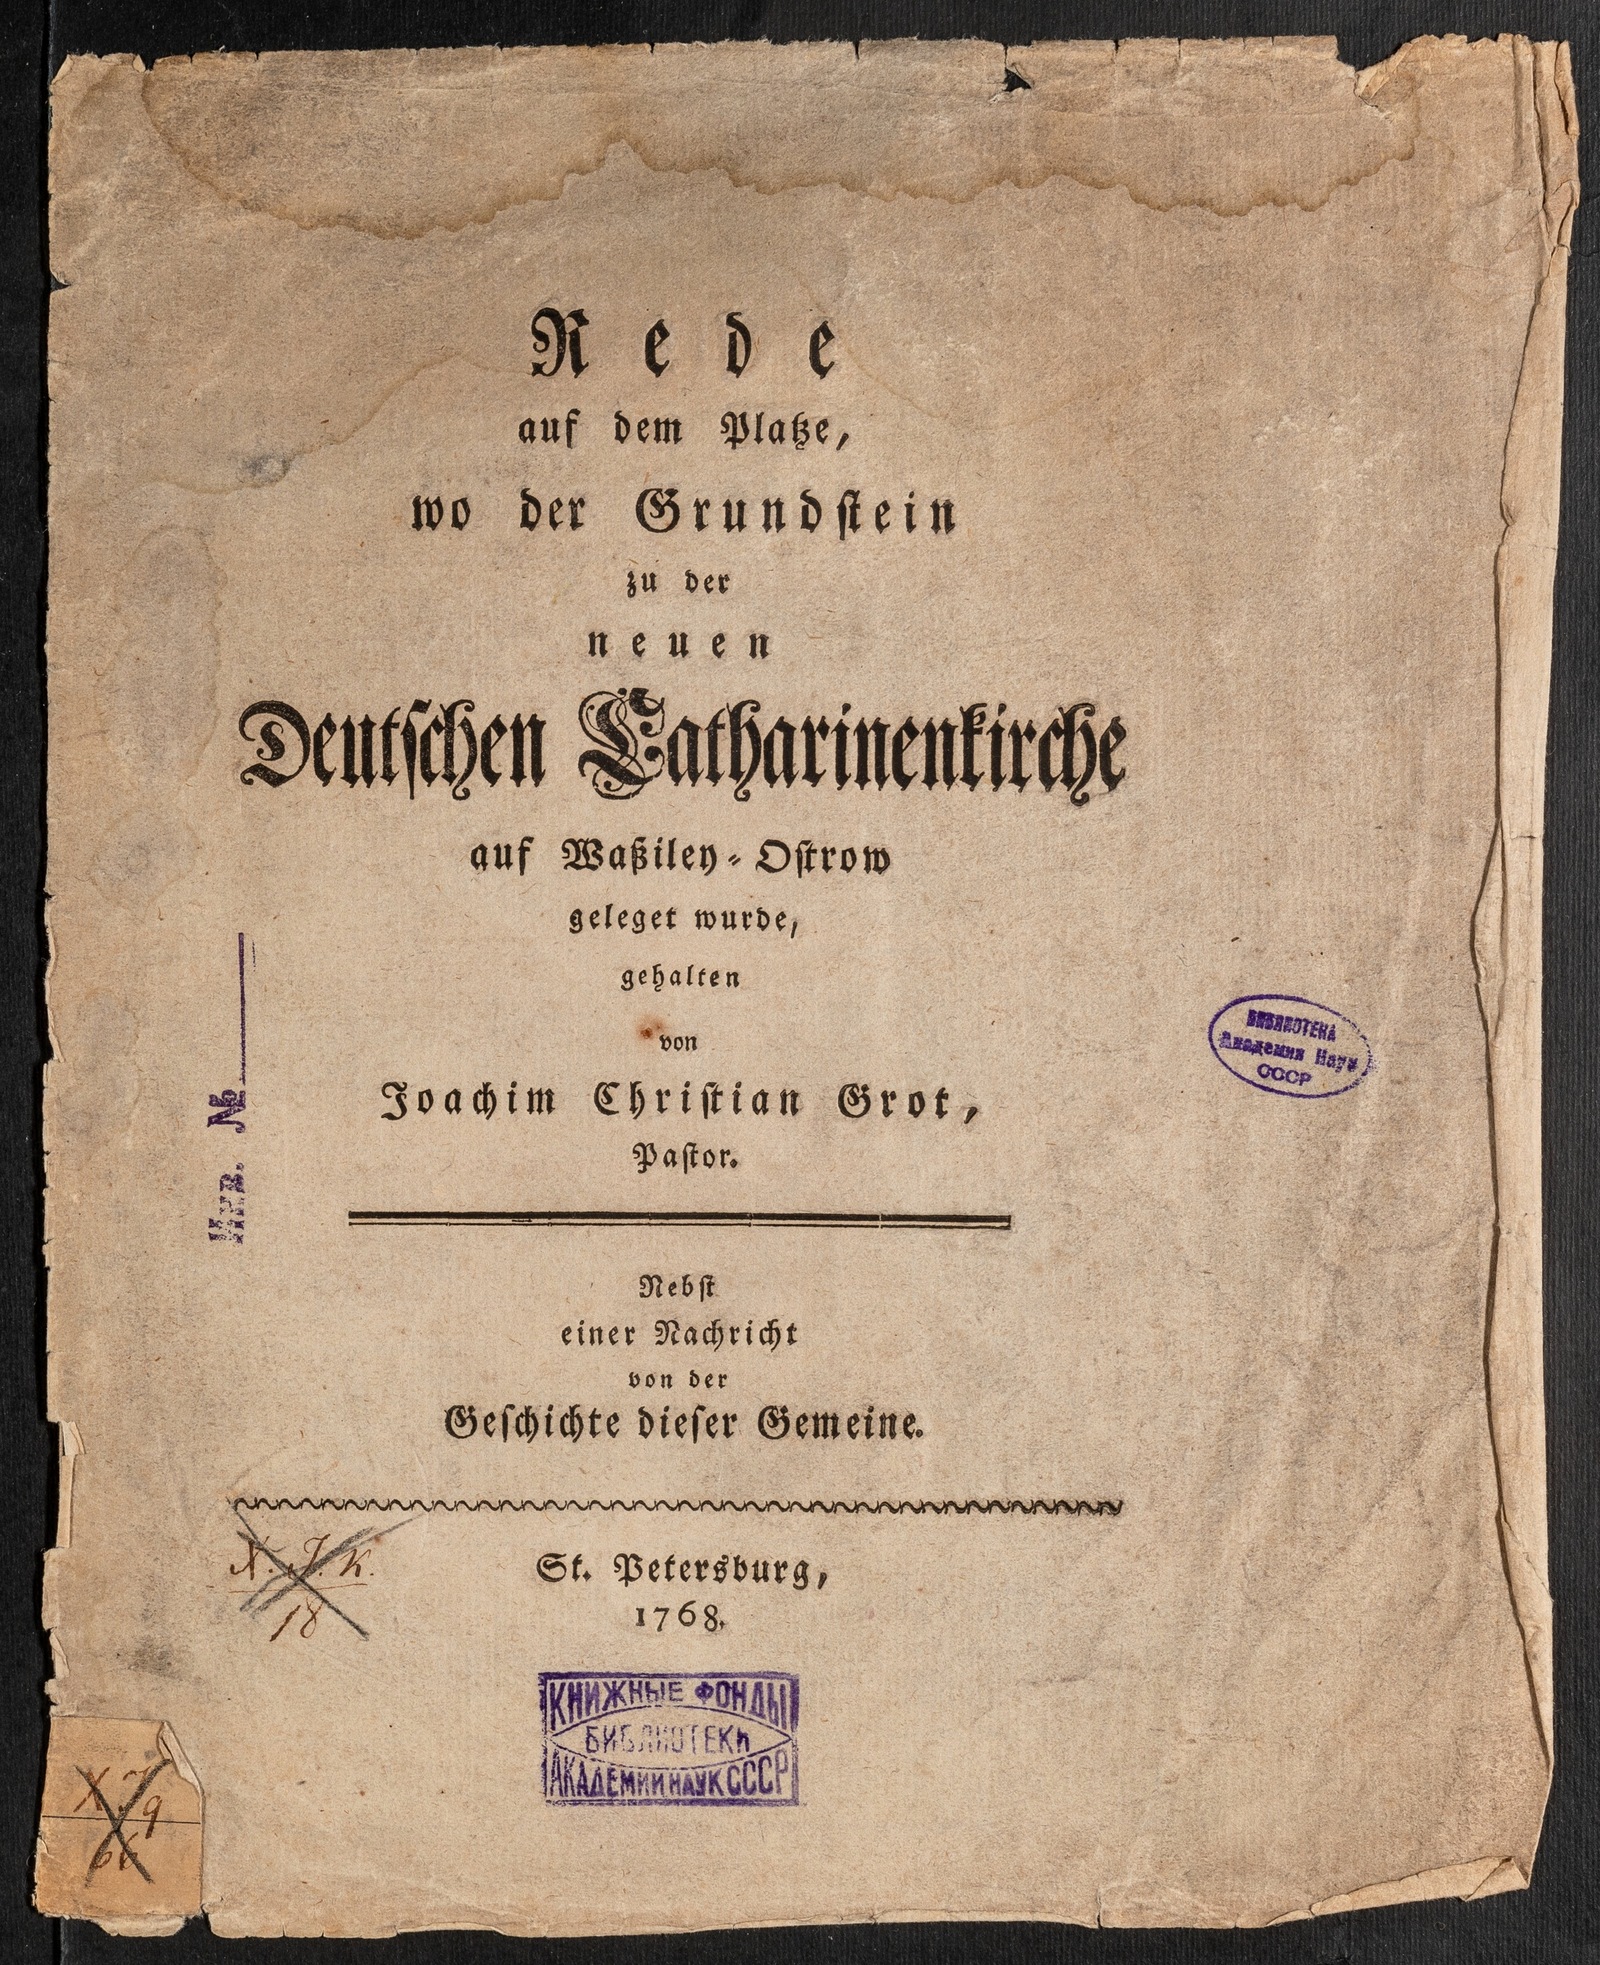 Rede
auf dem Platze,
wo der Grundstein
zu der
neuen
Deutschen Catharinenkirche
auf Waßiley-Ostrow
geleget wurde,
gehalten
von
Joachim Christian Grot,
Pastor.
Nebst
einer Nachricht
von der
Geschichte dieser Gemeine.
St. Petersburg,
1768.
Инв. №
БИБЛИОТЕКА
Академии Наук
СССР
X. J. K.
18
КНИЖНЫЕ ФОНДЫ
БИБЛИОТЕКИ
АКАДЕМИИ НАУК СССР